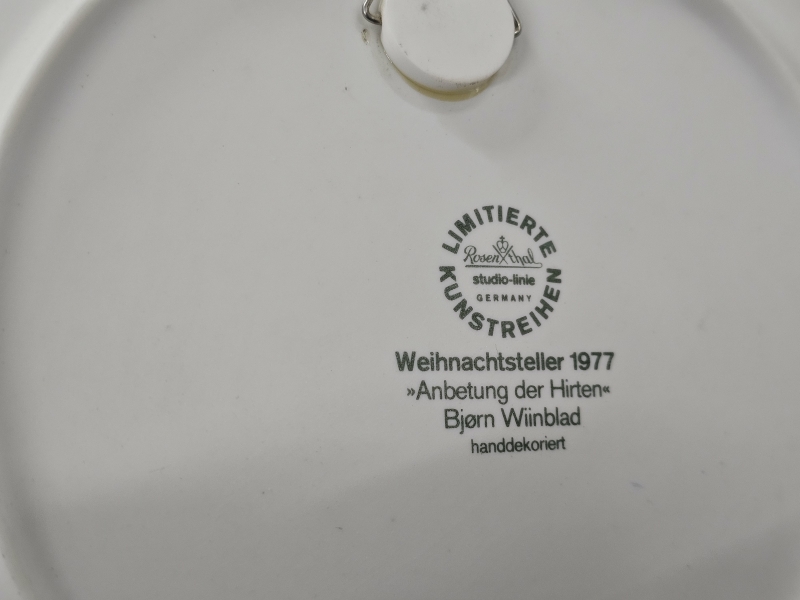 LIMITIERTE
Rosenthal
studio-linie
GERMANY
KUNSTREIHEN
Weihnachtsteller 1977
»Anbetung der Hirten«
Bjørn Wiinblad
handdekoriert